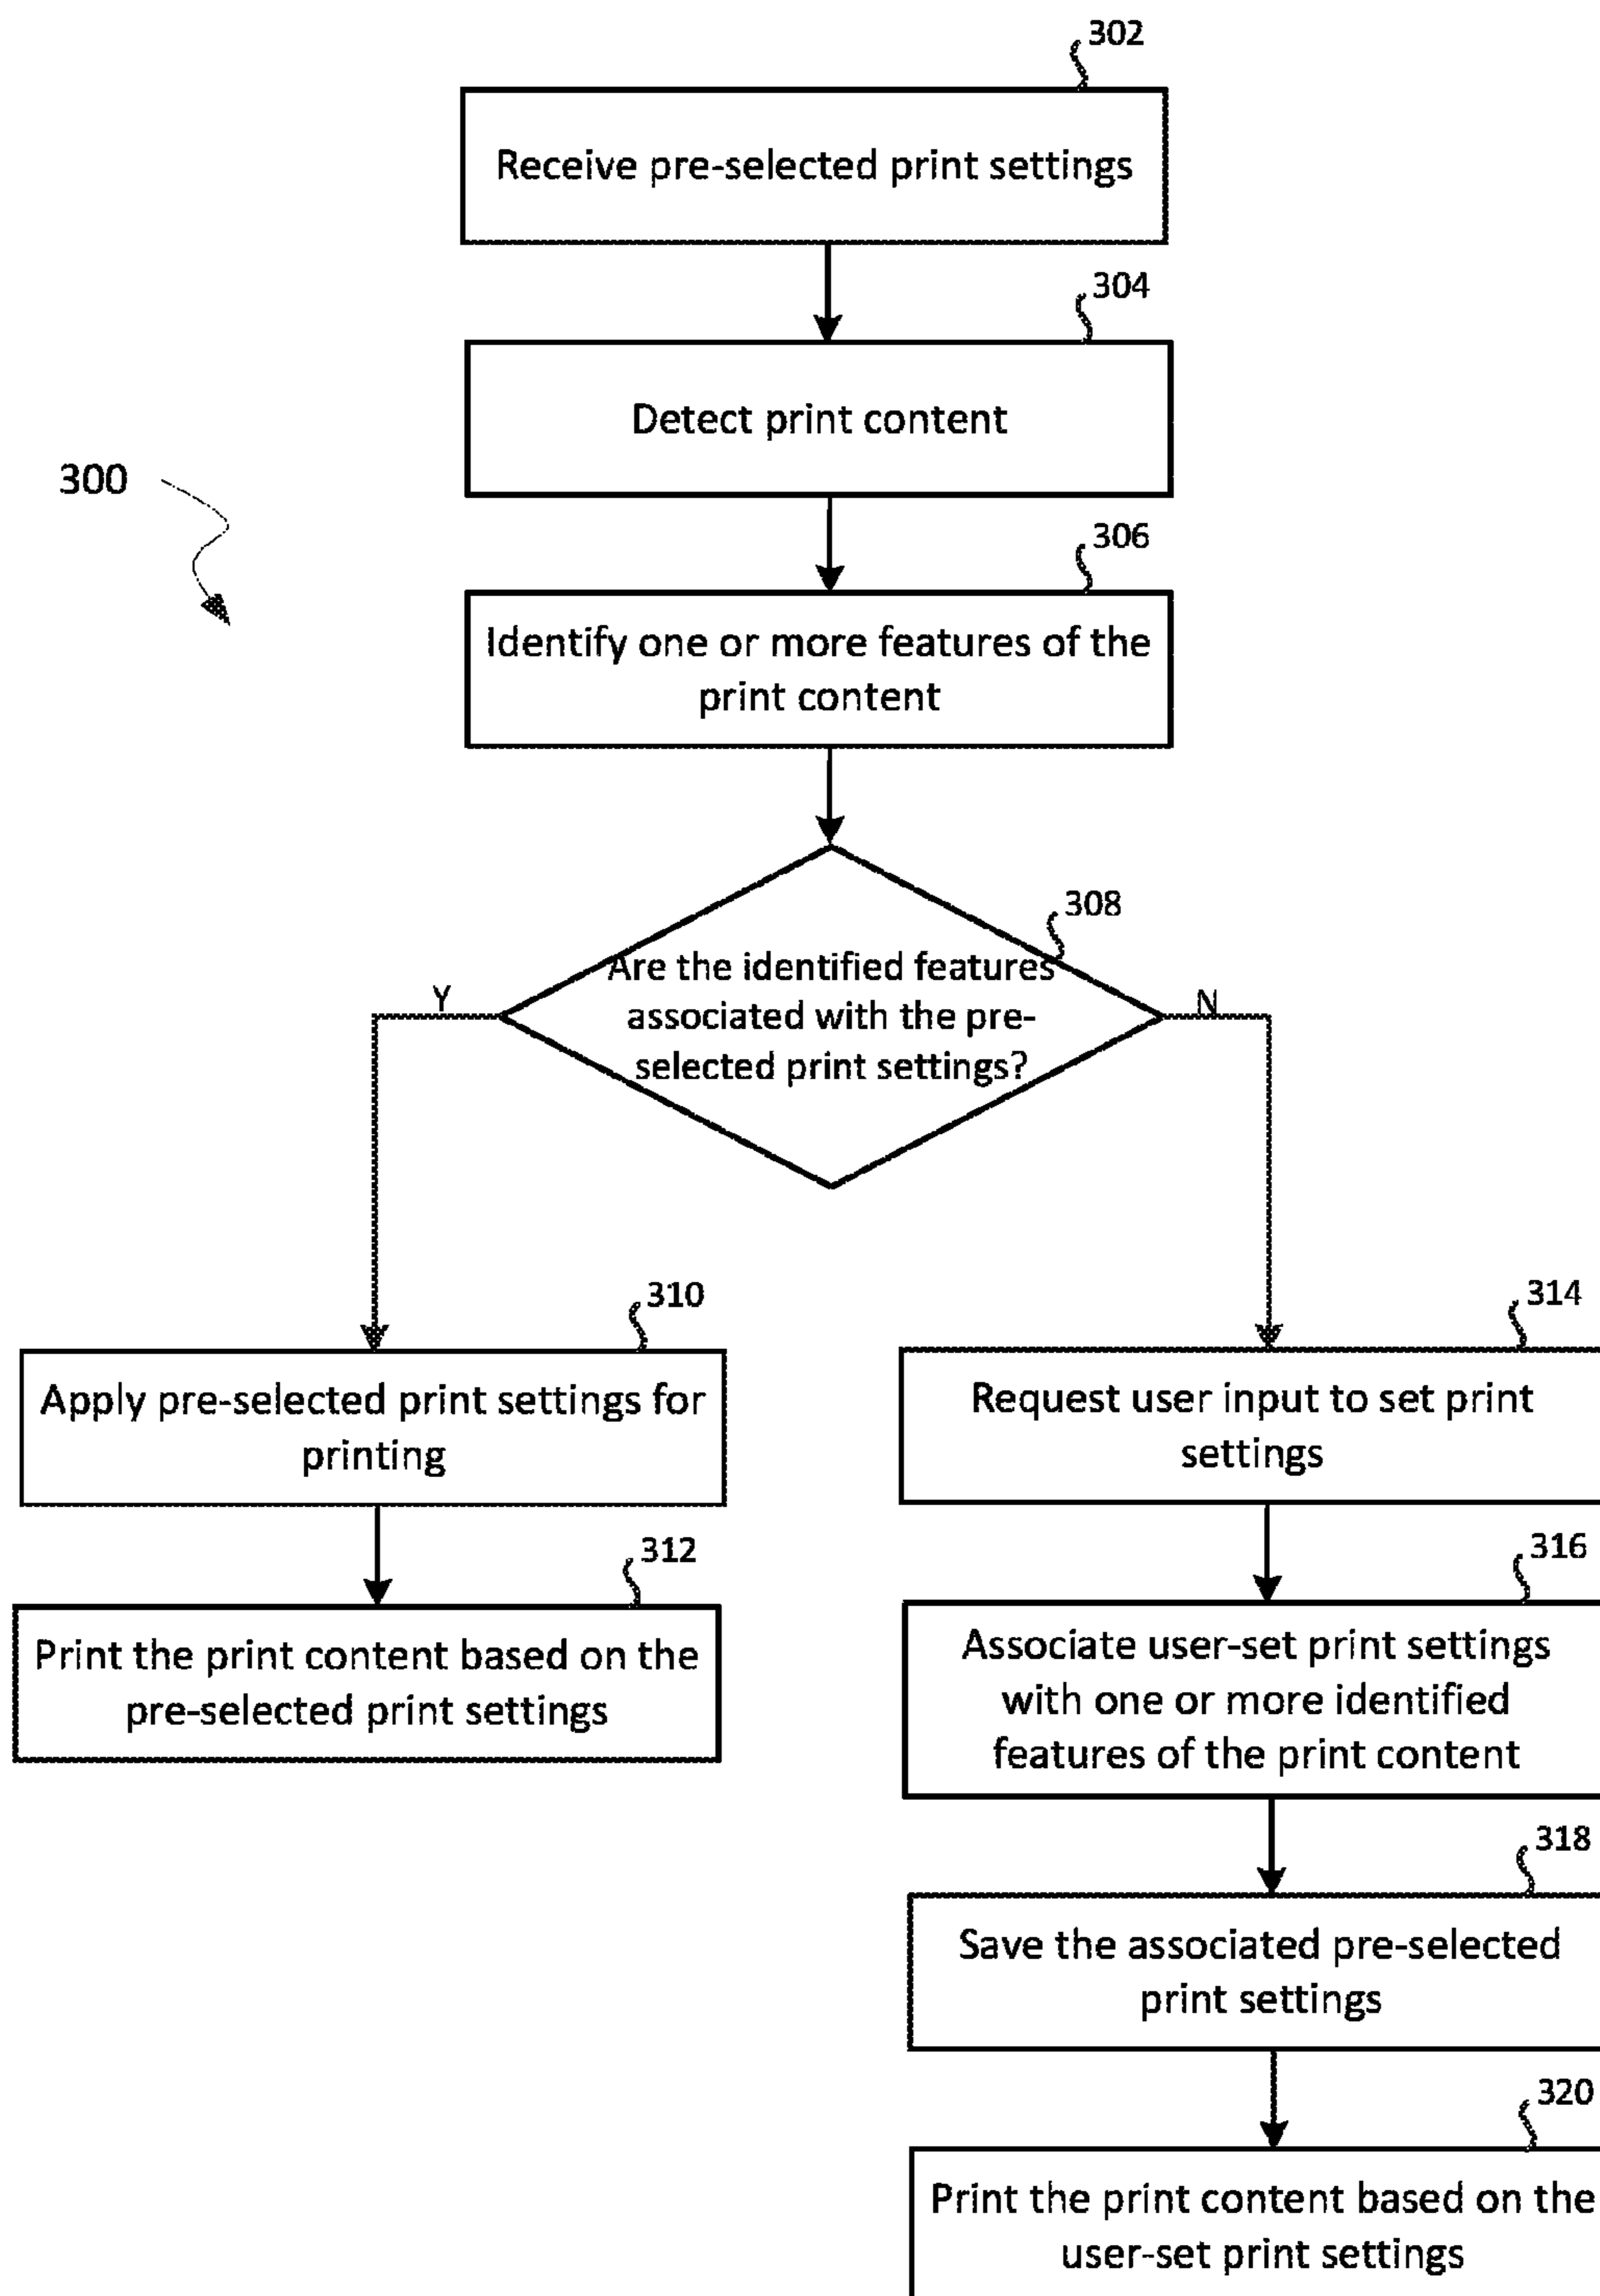 302
Receive pre-selected print settings
304
Detect print content
300
306
Identify one or more features of the
print content
308
Are the identified features
associated with the pre-
selected print settings?
Y
N
310
Apply pre-selected print settings for
printing
312
Print the print content based on the
pre-selected print settings
314
Request user input to set print
settings
316
Associate user-set print settings
with one or more identified
features of the print content
318
Save the associated pre-selected
print settings
320
Print the print content based on the
user-set print settings